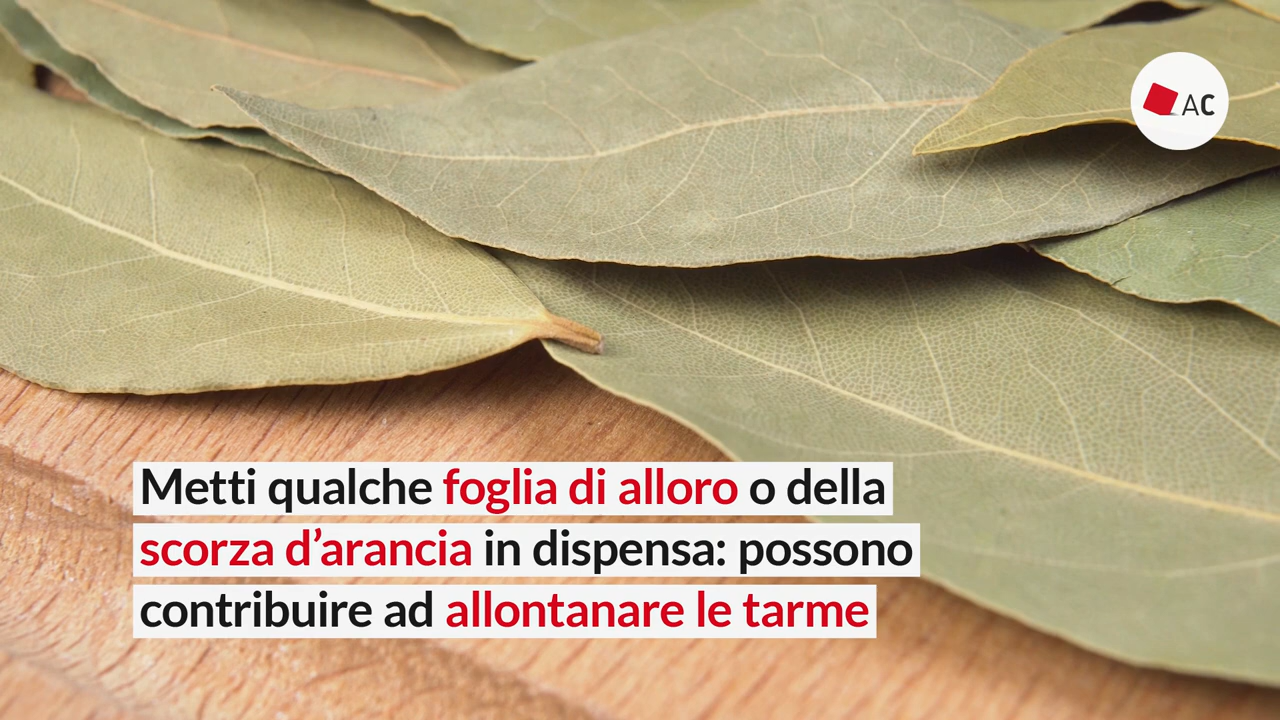 AC
Metti qualche foglia di alloro o della
scorza d’arancia in dispensa: possono
contribuire ad allontanare le tarme